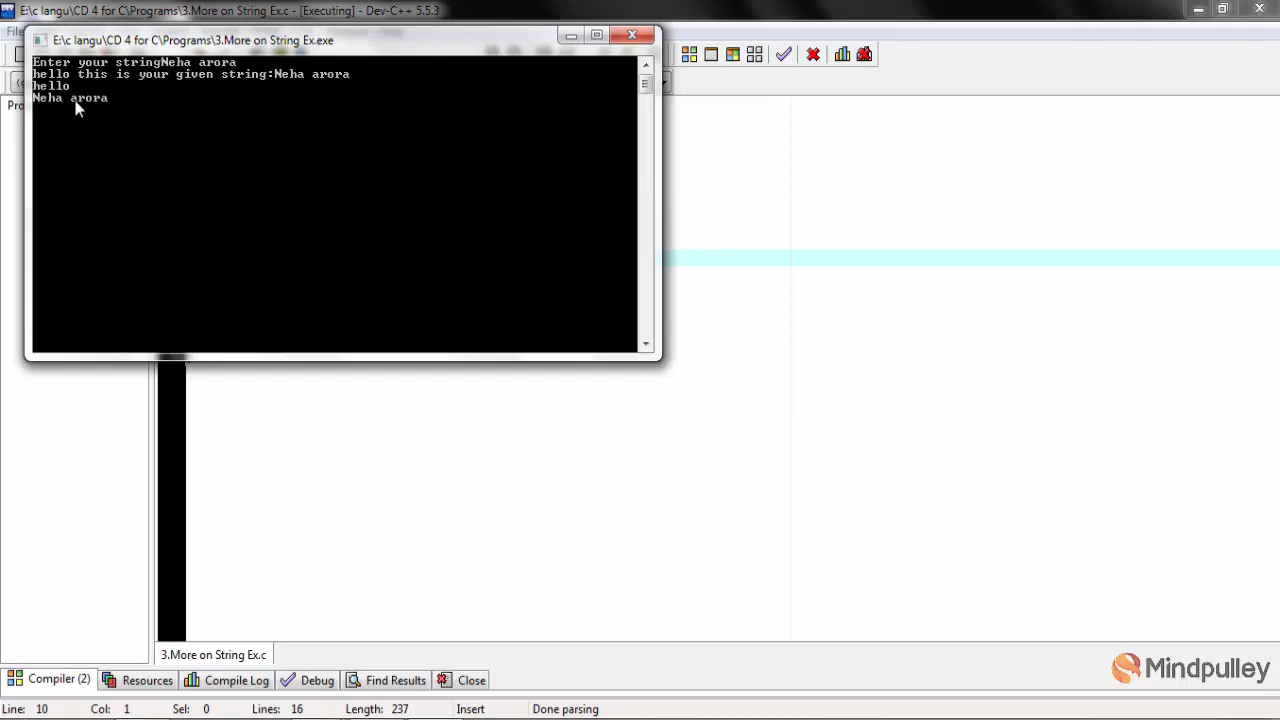 E:\c langu\CD 4 for C\Programs\3.More on String Ex.c - [Executing] - Dev-C++ 5.5.3
File
E:\c langu\CD 4 for C\Programs\3.More on String Ex.exe
Enter your stringNeha arora
hello this is your given string:Neha arora
hello
Neha arora
Pro
3.More on String Ex.c
Mindpulley
Compiler (2) Resources Compile Log Debug Find Results Close
Line: 10 Col: 1 Sel: 0 Lines: 16 Length: 237 Insert Done parsing